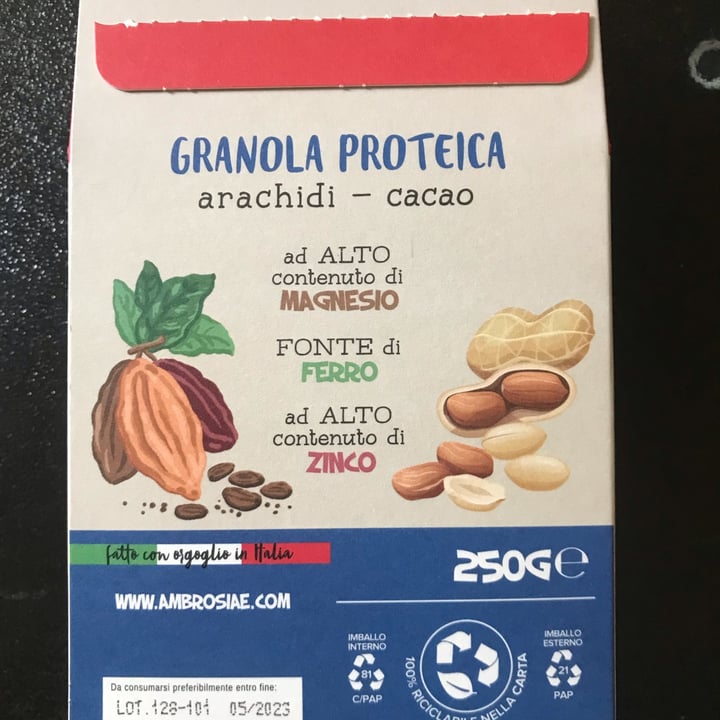 GRANOLA PROTEICA
arachidi – cacao
ad ALTO
contenuto di
MAGNESIO
FONTE di
FERRO
ad ALTO
contenuto di
ZINCO
fatto con orgoglio in Italia
250G e
WWW.AMBROSIAE.COM
IMBALLO
INTERNO
81
C/PAP
100% RICICLABILE NELLA CARTA
IMBALLO
ESTERNO
21
PAP
Da consumarsi preferibilmente entro fine:
LOT.128-101 05/2023